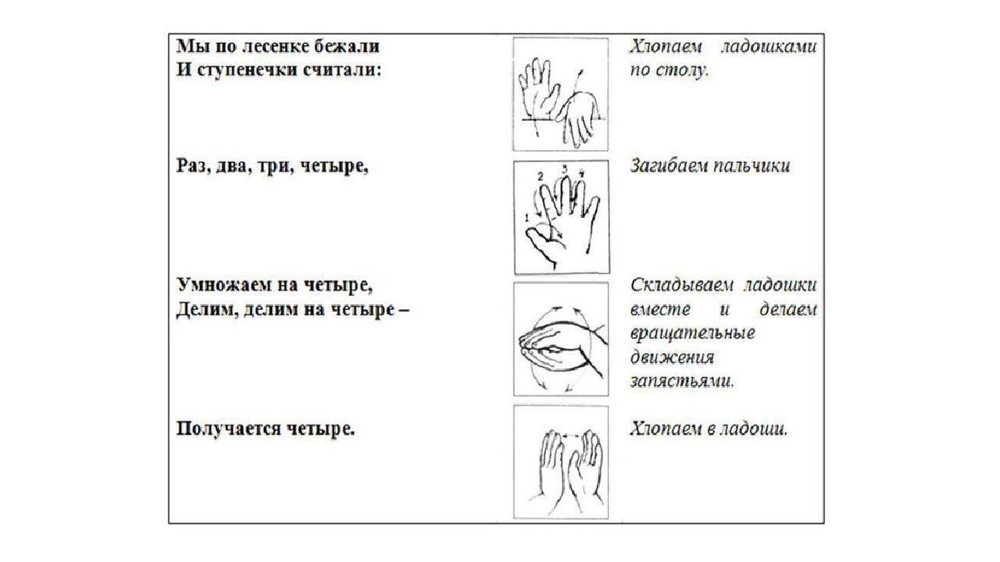 Мы по лесенке бежали
И ступенечки считали:
Хлопаем ладошками
по столу.
Раз, два, три, четыре,
1 2 3 4
Загибаем пальчики
Умножаем на четыре,
Делим, делим на четыре –
Складываем ладошки
вместе и делаем
вращательные
движения
запястьями.
Получается четыре.
Хлопаем в ладоши.